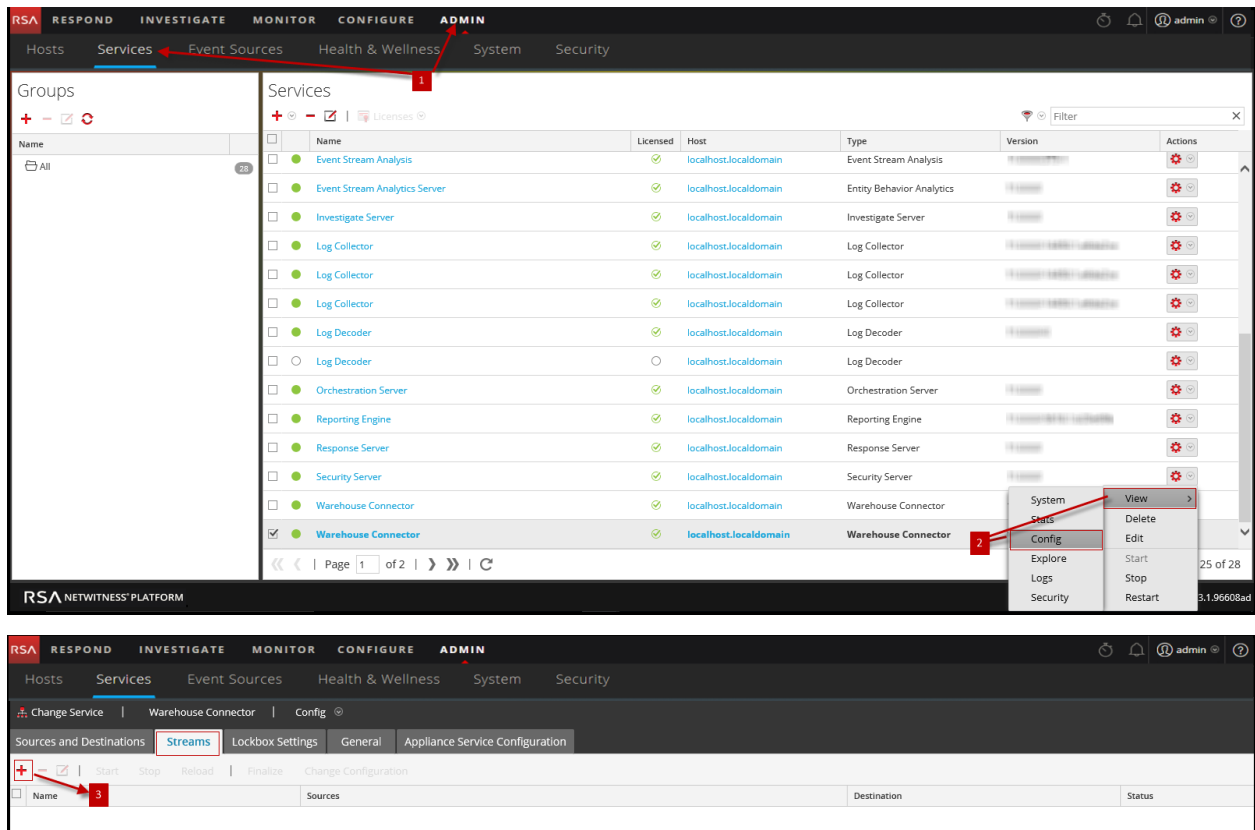 RSA RESPOND INVESTIGATE MONITOR CONFIGURE ADMIN admin ?
Hosts Services Event Sources Health & Wellness System Security
1
Groups
Name
All 28
Services
Licenses Filter X
Name Licensed Host Type Version Actions
Event Stream Analysis localhost.localdomain Event Stream Analysis
Event Stream Analytics Server localhost.localdomain Entity Behavior Analytics
Investigate Server localhost.localdomain Investigate Server
Log Collector localhost.localdomain Log Collector
Log Collector localhost.localdomain Log Collector
Log Collector localhost.localdomain Log Collector
Log Decoder localhost.localdomain Log Decoder
Log Decoder localhost.localdomain Log Decoder
Orchestration Server localhost.localdomain Orchestration Server
Reporting Engine localhost.localdomain Reporting Engine
Response Server localhost.localdomain Response Server
Security Server localhost.localdomain Security Server
Warehouse Connector localhost.localdomain Warehouse Connector
Warehouse Connector localhost.localdomain Warehouse Connector
System View >
Stats Delete
2 Config Edit
Explore Start
Logs Stop
Security Restart
Page 1 of 2 25 of 28
RSA NETWITNESS® PLATFORM 3.1.96608ad
RSA RESPOND INVESTIGATE MONITOR CONFIGURE ADMIN admin ?
Hosts Services Event Sources Health & Wellness System Security
Change Service | Warehouse Connector | Config
Sources and Destinations Streams Lockbox Settings General Appliance Service Configuration
Start Stop Reload | Finalize Change Configuration
3
Name Sources Destination Status